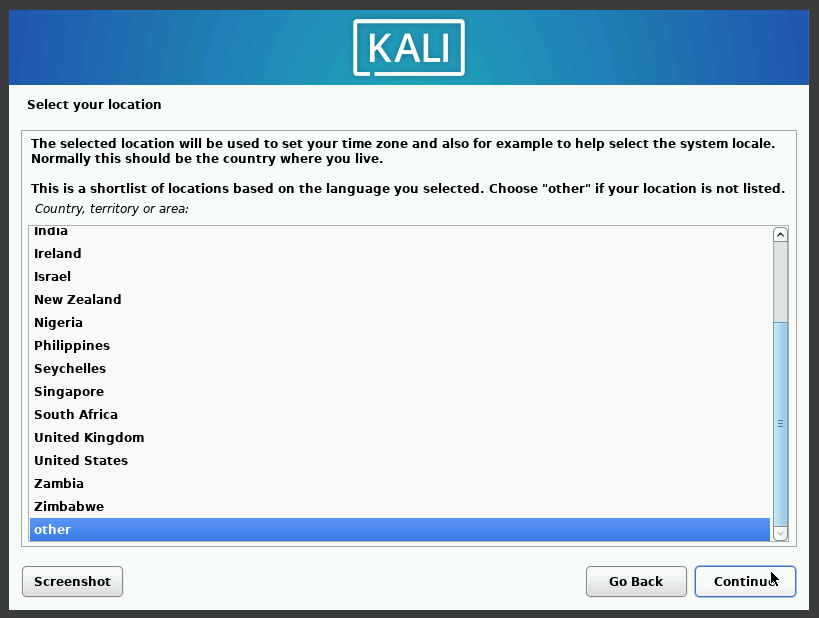 KALI
Select your location
The selected location will be used to set your time zone and also for example to help select the system locale.
Normally this should be the country where you live.
This is a shortlist of locations based on the language you selected. Choose "other" if your location is not listed.
Country, territory or area:
India
Ireland
Israel
New Zealand
Nigeria
Philippines
Seychelles
Singapore
South Africa
United Kingdom
United States
Zambia
Zimbabwe
other
Screenshot
Go Back
Continue